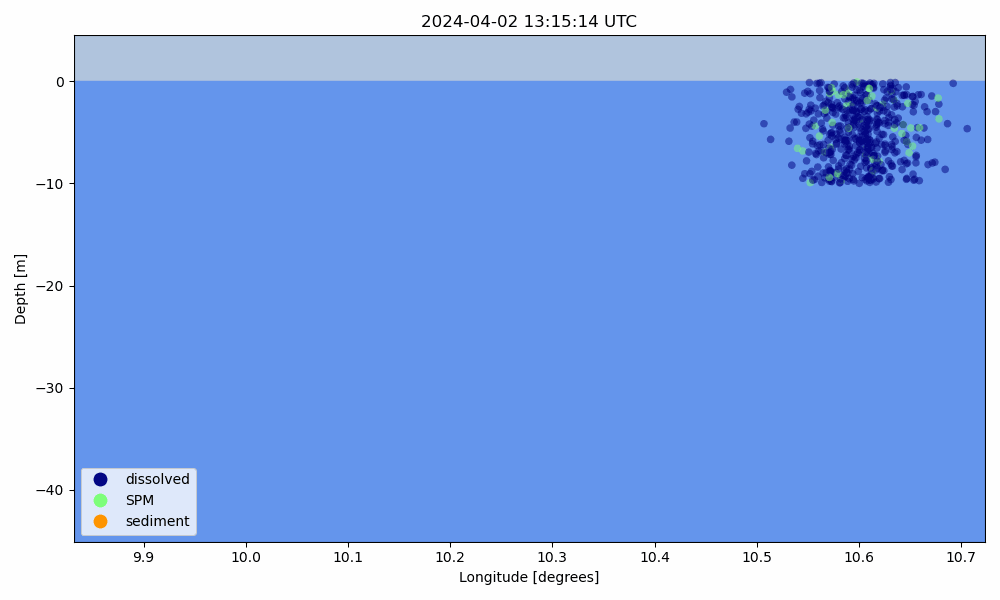 2024-04-02 13:15:14 UTC
0
−10
−20
−30
−40
Depth [m]
dissolved
SPM
sediment
9.9 10.0 10.1 10.2 10.3 10.4 10.5 10.6 10.7
Longitude [degrees]